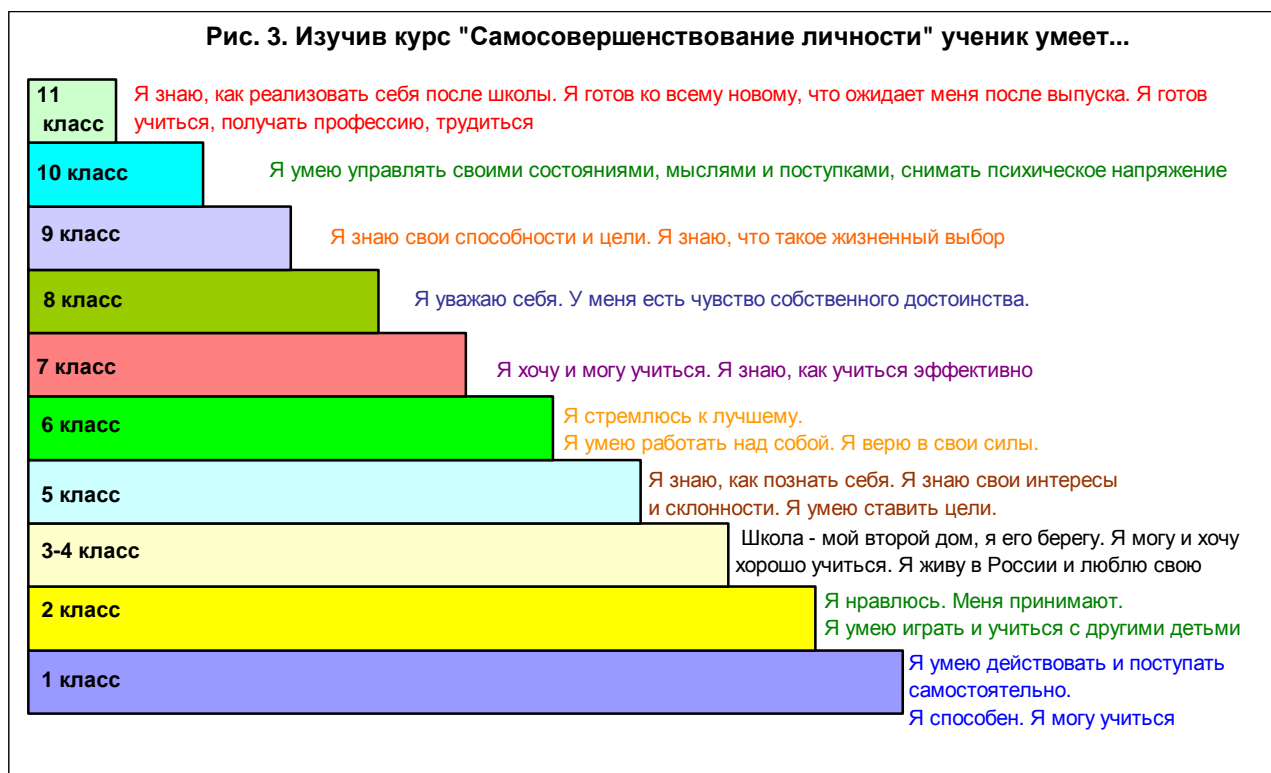 Рис. 3. Изучив курс "Самосовершенствование личности" ученик умеет...
11
класс
Я знаю, как реализовать себя после школы. Я готов ко всему новому, что ожидает меня после выпуска. Я готов
учиться, получать профессию, трудиться
10 класс
Я умею управлять своими состояниями, мыслями и поступками, снимать психическое напряжение
9 класс
Я знаю свои способности и цели. Я знаю, что такое жизненный выбор
8 класс
Я уважаю себя. У меня есть чувство собственного достоинства.
7 класс
Я хочу и могу учиться. Я знаю, как учиться эффективно
6 класс
Я стремлюсь к лучшему.
Я умею работать над собой. Я верю в свои силы.
5 класс
Я знаю, как познать себя. Я знаю свои интересы
и склонности. Я умею ставить цели.
3-4 класс
Школа - мой второй дом, я его берегу. Я могу и хочу
хорошо учиться. Я живу в России и люблю свою
2 класс
Я нравлюсь. Меня принимают.
Я умею играть и учиться с другими детьми
1 класс
Я умею действовать и поступать
самостоятельно.
Я способен. Я могу учиться